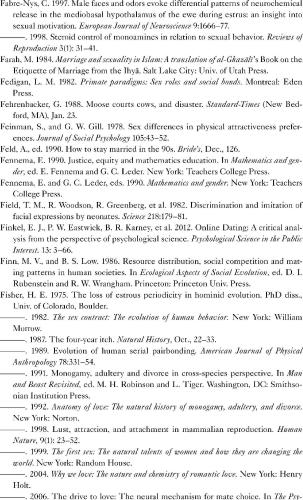 Fabre-Nys, C. 1997. Male faces and odors evoke differential patterns of neurochemical
release in the mediobasal hypothalamus of the ewe during estrus: an insight into
sexual motivation. European Journal of Neuroscience 9:1666–77.
———. 1998. Steroid control of monoamines in relation to sexual behavior. Reviews of
Reproduction 3(1): 31–41.
Farah, M. 1984. Marriage and sexuality in Islam: A translation of al-Ghazālī's Book on the
Etiquette of Marriage from the Ihyā. Salt Lake City: Univ. of Utah Press.
Fedigan, L. M. 1982. Primate paradigms: Sex roles and social bonds. Montreal: Eden
Press.
Fehrenbacker, G. 1988. Moose courts cows, and disaster. Standard-Times (New Bed-
ford, MA), Jan. 23.
Feinman, S., and G. W. Gill. 1978. Sex differences in physical attractiveness prefer-
ences. Journal of Social Psychology 105:43–52.
Feld, A., ed. 1990. How to stay married in the 90s. Bride's, Dec., 126.
Fennema, E. 1990. Justice, equity and mathematics education. In Mathematics and gen-
der, ed. E. Fennema and G. C. Leder. New York: Teachers College Press.
Fennema, E. and G. C. Leder, eds. 1990. Mathematics and gender. New York: Teachers
College Press.
Field, T. M., R. Woodson, R. Greenberg, et al. 1982. Discrimination and imitation of
facial expressions by neonates. Science 218:179–81.
Finkel, E. J., P. W. Eastwick, B. R. Karney, et al. 2012. Online Dating: A critical anal-
ysis from the perspective of psychological science. Psychological Science in the Public
Interest. 13: 3–66.
Finn, M. V., and B. S. Low. 1986. Resource distribution, social competition and mat-
ing patterns in human societies. In Ecological Aspects of Social Evolution, ed. D. I.
Rubenstein and R. W. Wrangham. Princeton: Princeton Univ. Press.
Fisher, H. E. 1975. The loss of estrous periodicity in hominid evolution. PhD diss.,
Univ. of Colorado, Boulder.
———. 1982. The sex contract: The evolution of human behavior. New York: William
Morrow.
———. 1987. The four-year itch. Natural History, Oct., 22–33.
———. 1989. Evolution of human serial pairbonding. American Journal of Physical
Anthropology 78:331–54.
———. 1991. Monogamy, adultery and divorce in cross-species perspective. In Man
and Beast Revisited, ed. M. H. Robinson and L. Tiger. Washington, DC: Smithso-
nian Institution Press.
———. 1992. Anatomy of love: The natural history of monogamy, adultery, and divorce.
New York: Norton.
———. 1998. Lust, attraction, and attachment in mammalian reproduction. Human
Nature, 9(1): 23–52.
———. 1999. The first sex: The natural talents of women and how they are changing the
world. New York: Random House.
———. 2004. Why we love: The nature and chemistry of romantic love. New York: Henry
Holt.
———. 2006. The drive to love: The neural mechanism for mate choice. In The Psy-